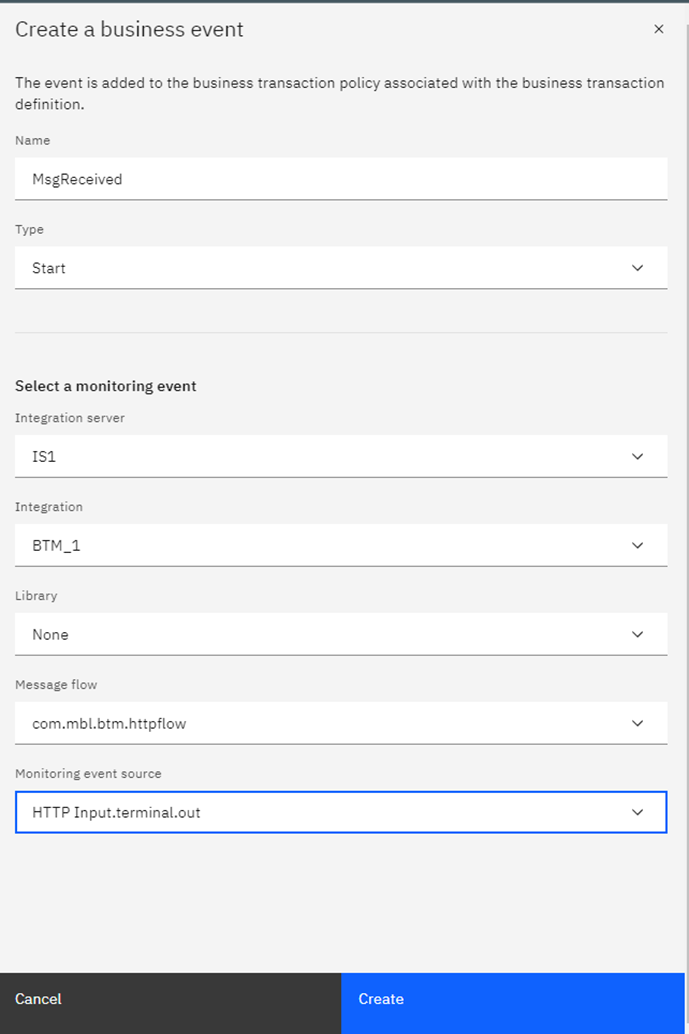 Create a business event
The event is added to the business transaction policy associated with the business transaction
definition.
Name
MsgReceived
Type
Start
Select a monitoring event
Integration server
IS1
Integration
BTM_1
Library
None
Message flow
com.mbl.btm.httpflow
Monitoring event source
HTTP Input.terminal.out
Cancel
Create